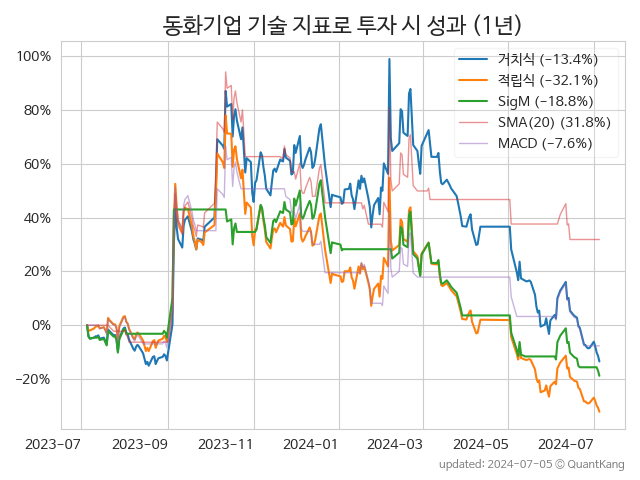 동화기업 기술 지표로 투자 시 성과 (1년)
거치식 (−13.4%)
적립식 (−32.1%)
SigM (−18.8%)
SMA(20) (31.8%)
MACD (−7.6%)
100%
80%
60%
40%
20%
0%
−20%
2023-07
2023-09
2023-11
2024-01
2024-03
2024-05
2024-07
updated: 2024-07-05 © QuantKang